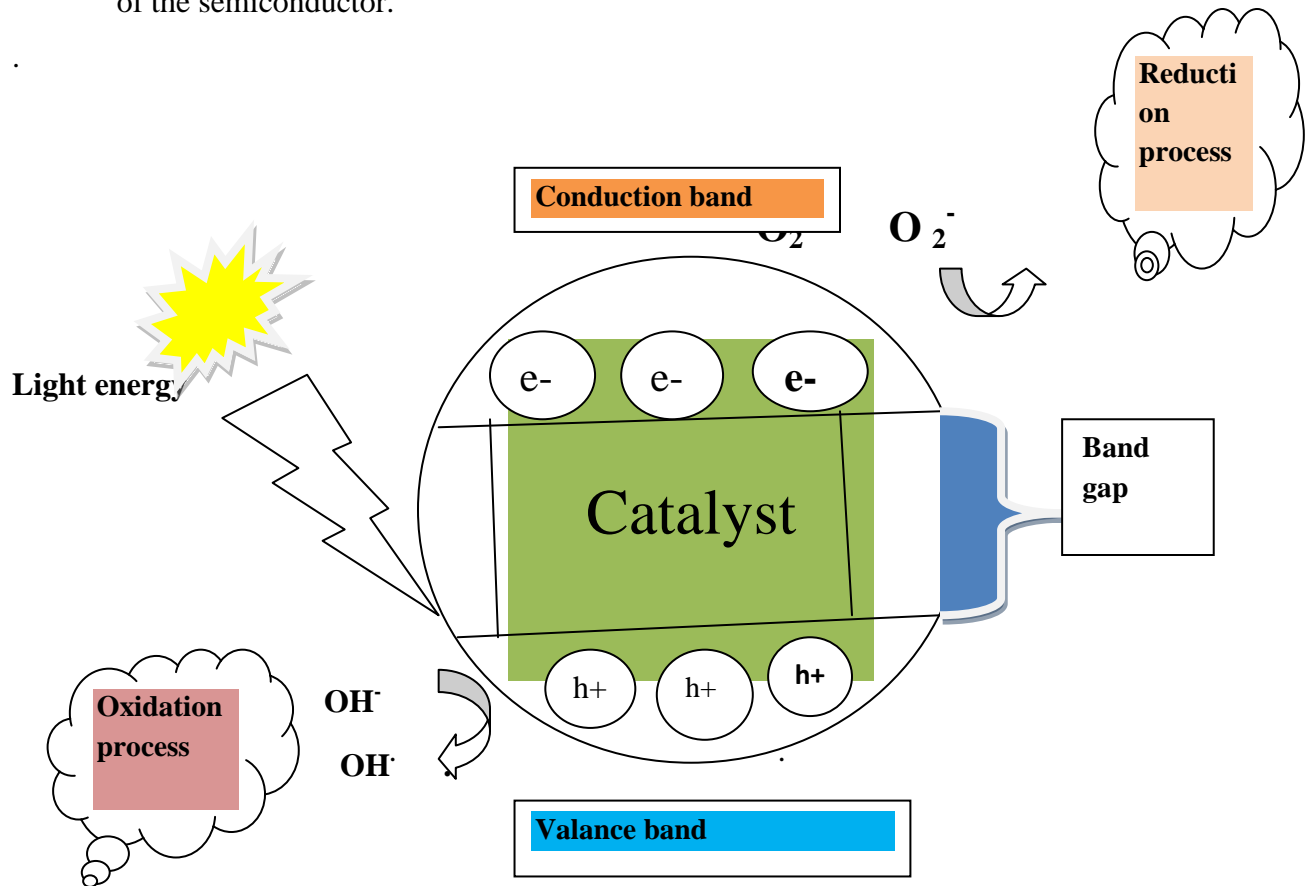 of the semiconductor.
.
Reducti
on
process
Conduction band
O₂ O ₂⁻
Light energy
e- e- e-
Band
gap
Catalyst
h+ h+ h+
Oxidation
process
OH⁻
OH˙ .
.
Valance band